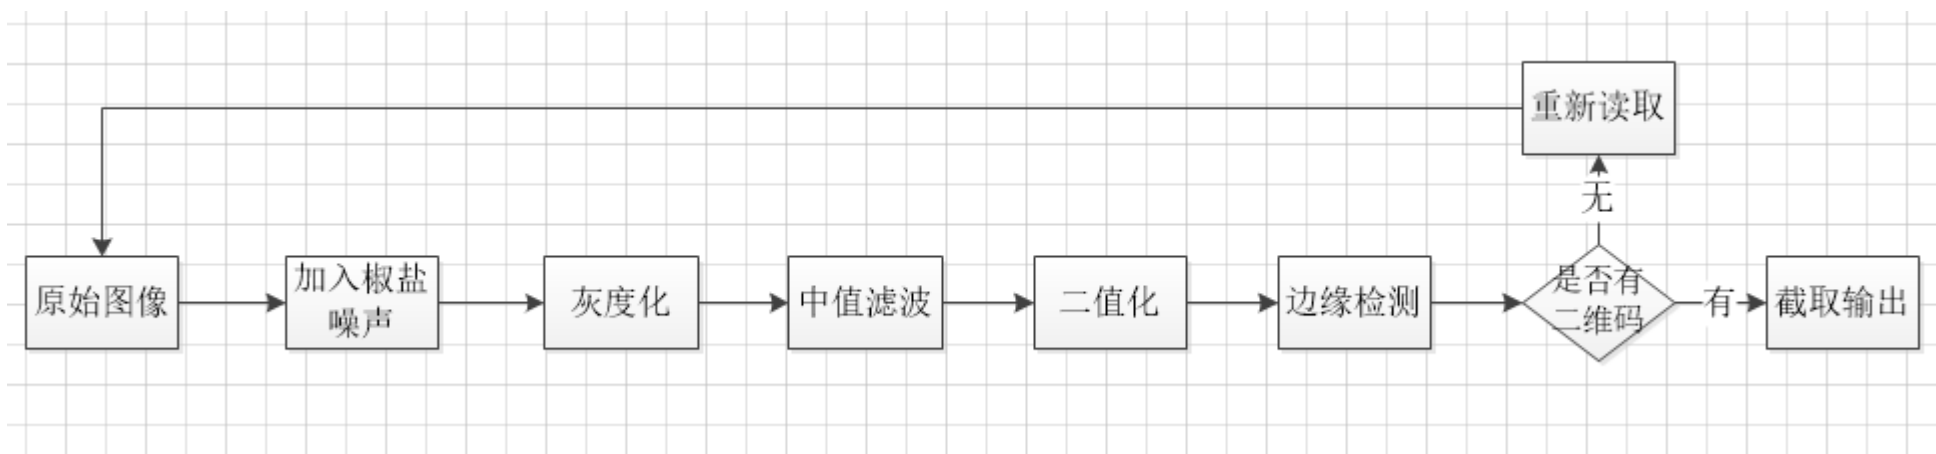 重新读取
无
原始图像
加入椒盐
噪声
灰度化
中值滤波
二值化
边缘检测
是否有
二维码
有
截取输出